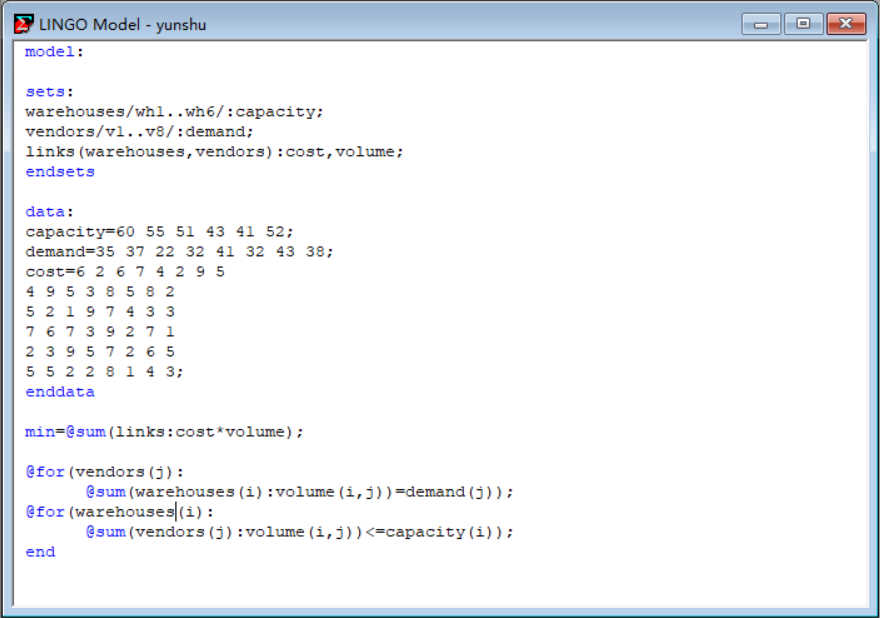 LINGO Model - yunshu
model:
sets:
warehouses/wh1..wh6/:capacity;
vendors/v1..v8/:demand;
links(warehouses,vendors):cost,volume;
endsets
data:
capacity=60 55 51 43 41 52;
demand=35 37 22 32 41 32 43 38;
cost=6 2 6 7 4 2 9 5
4 9 5 3 8 5 8 2
5 2 1 9 7 4 3 3
7 6 7 3 9 2 7 1
2 3 9 5 7 2 6 5
5 5 2 2 8 1 4 3;
enddata
min=@sum(links:cost*volume);
@for(vendors(j):
@sum(warehouses(i):volume(i,j))=demand(j));
@for(warehouses(i):
@sum(vendors(j):volume(i,j))<=capacity(i));
end